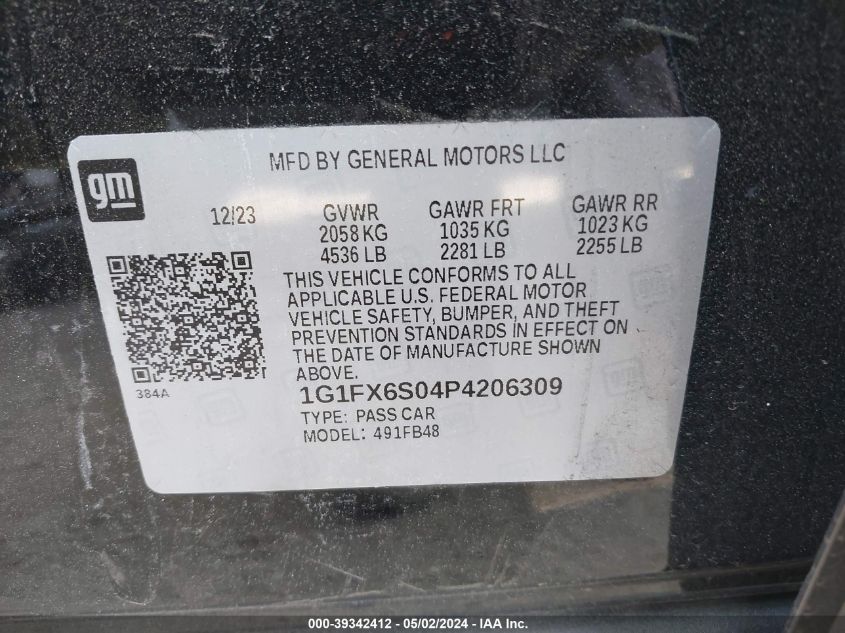 MFD BY GENERAL MOTORS LLC
gm
12/23 GVWR GAWR FRT GAWR RR
2058 KG 1035 KG 1023 KG
4536 LB 2281 LB 2255 LB
THIS VEHICLE CONFORMS TO ALL
APPLICABLE U.S. FEDERAL MOTOR
VEHICLE SAFETY, BUMPER, AND THEFT
PREVENTION STANDARDS IN EFFECT ON
THE DATE OF MANUFACTURE SHOWN
ABOVE.
384A
1G1FX6S04P4206309
TYPE: PASS CAR
MODEL: 491FB48
000-39342412 - 05/02/2024 - IAA Inc.